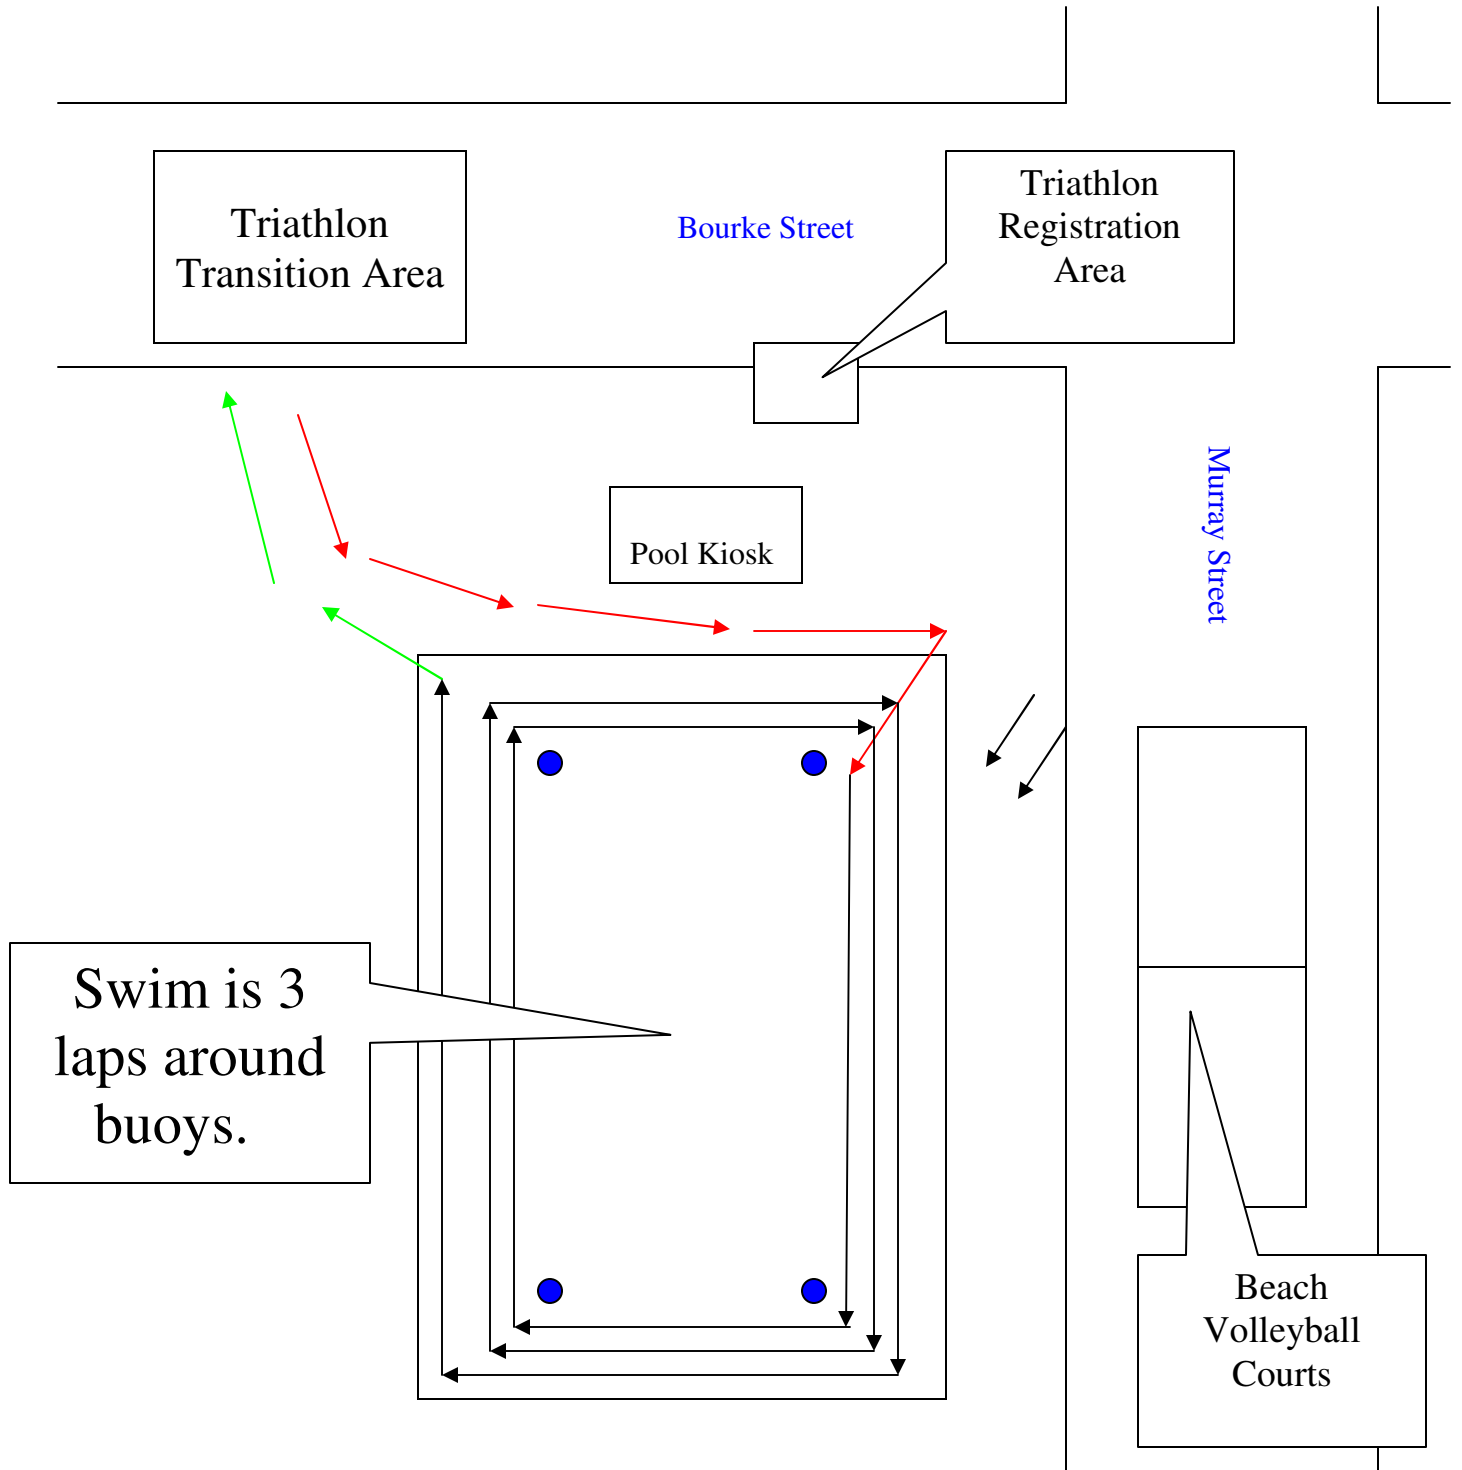 Triathlon
Transition Area
Bourke Street
Triathlon
Registration
Area
Murray Street
Pool Kiosk
Swim is 3
laps around
buoys.
Beach
Volleyball
Courts